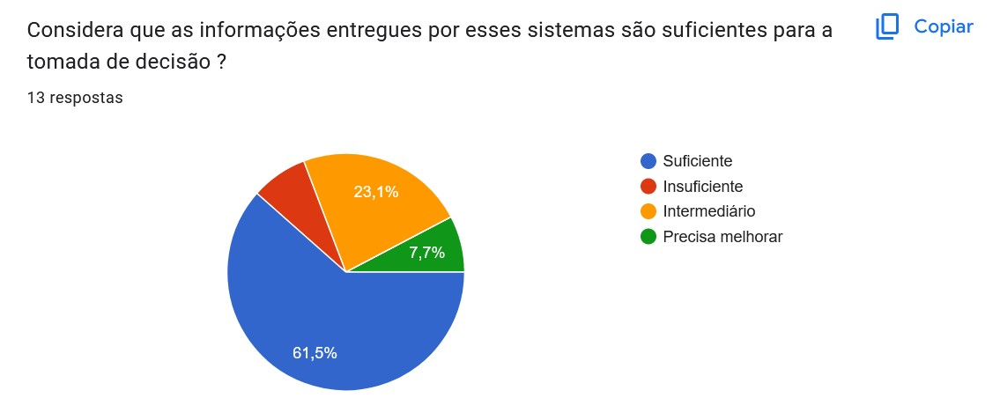 Considera que as informações entregues por esses sistemas são suficientes para a
tomada de decisão ?
Copiar
13 respostas
23,1%
7,7%
61,5%
Suficiente
Insuficiente
Intermediário
Precisa melhorar